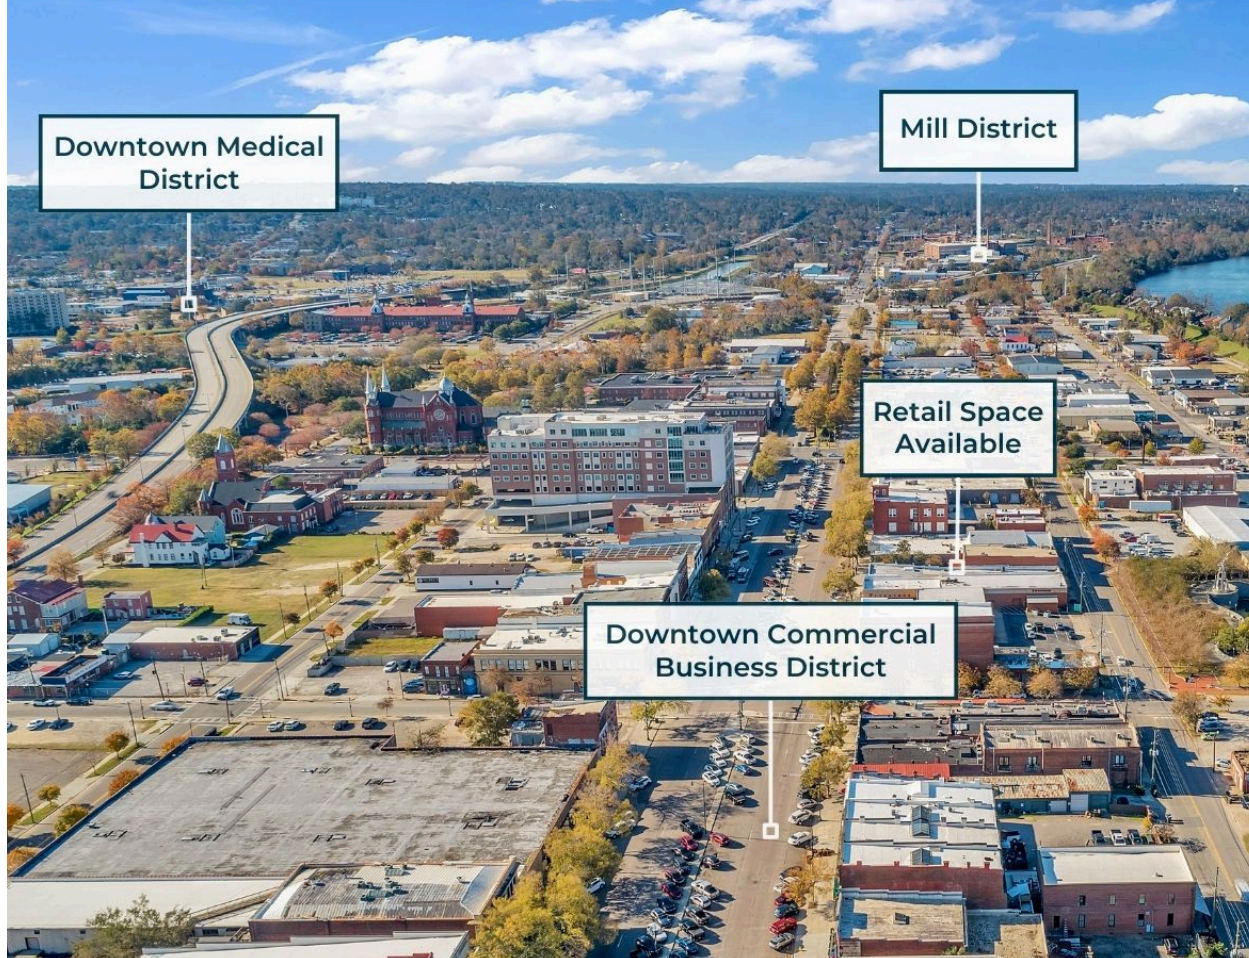 Downtown Medical
District
Mill District
Retail Space
Available
Downtown Commercial
Business District